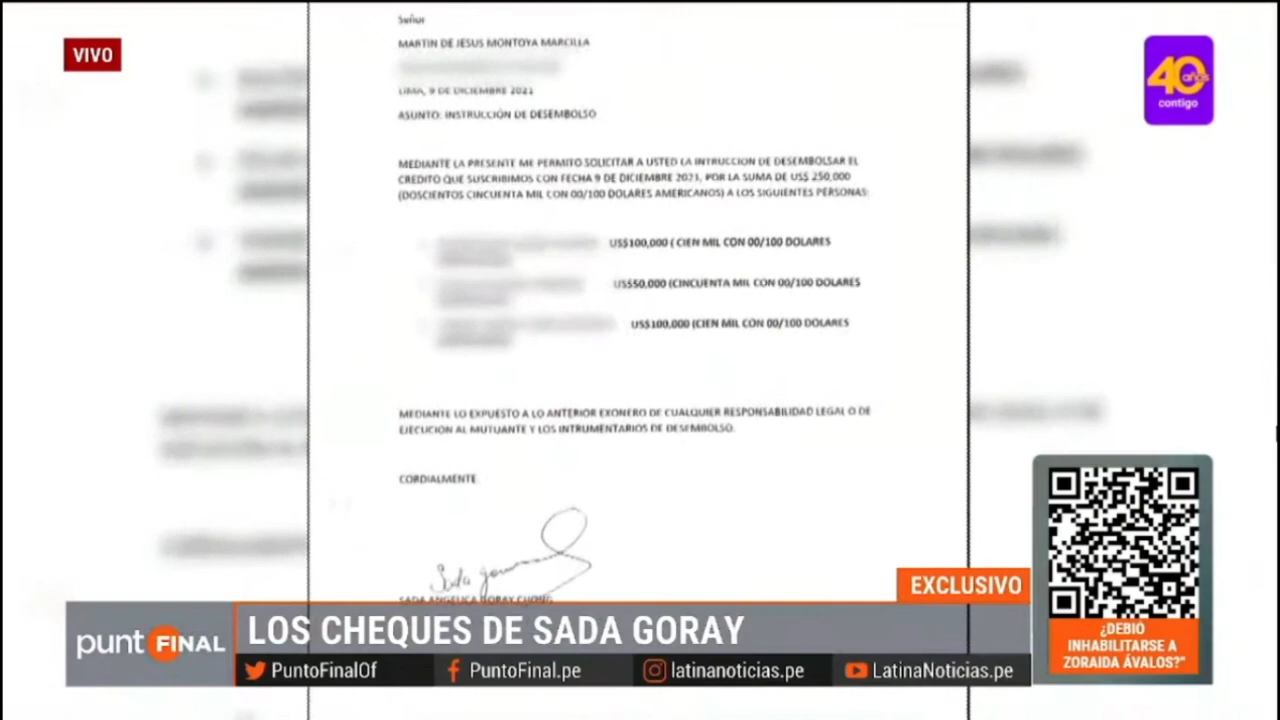 Señor
MARTIN DE JESUS MONTOYA MARCILLA
LIMA, 9 DE DICIEMBRE 2021
ASUNTO: INSTRUCCIÓN DE DESEMBOLSO
MEDIANTE LA PRESENTE ME PERMITO SOLICITAR A USTED LA INTRUCCION DE DESEMBOLSAR EL
CREDITO QUE SUSCRIBIMOS CON FECHA 9 DE DICIEMBRE 2021, POR LA SUMA DE US$ 250,000
(DOSCIENTOS CINCUENTA MIL CON 00/100 DOLARES AMERICANOS) A LOS SIGUIENTES PERSONAS:
US$100,000 ( CIEN MIL CON 00/100 DOLARES
US$50,000 (CINCUENTA MIL CON 00/100 DOLARES
US$100,000 (CIEN MIL CON 00/100 DOLARES
MEDIANTE LO EXPUESTO A LO ANTERIOR EXONERO DE CUALQUIER RESPONSABILIDAD LEGAL O DE
EJECUCION AL MUTUANTE Y LOS INTRUMENTARIOS DE DESEMBOLSO.
CORDIALMENTE
Sada Goray
SADA ANGELICA GORAY CHONG
VIVO
40 años
contigo
EXCLUSIVO
punto FINAL
LOS CHEQUES DE SADA GORAY
PuntoFinalOf
PuntoFinal.pe
latinanoticias.pe
LatinaNoticias.pe
¿DEBIÓ
INHABILITARSE A
ZORAIDA ÁVALOS?"